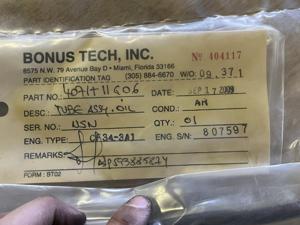 BONUS TECH, INC.
8575 N.W. 79 Avenue Bay D • Miami, Florida 33166
PART IDENTIFICATION TAG (305) 884-6670
No 404117
W/O: 09.371
PART NO.: DATE: SEP 17 2009
DESC.: TUBE ASSY. OIL COND.: AR
SER. NO.: NSN QTY.: 01
ENG. TYPE: CF34-3A1 ENG. S/N: 807597
REMARKS
FORM: BT02